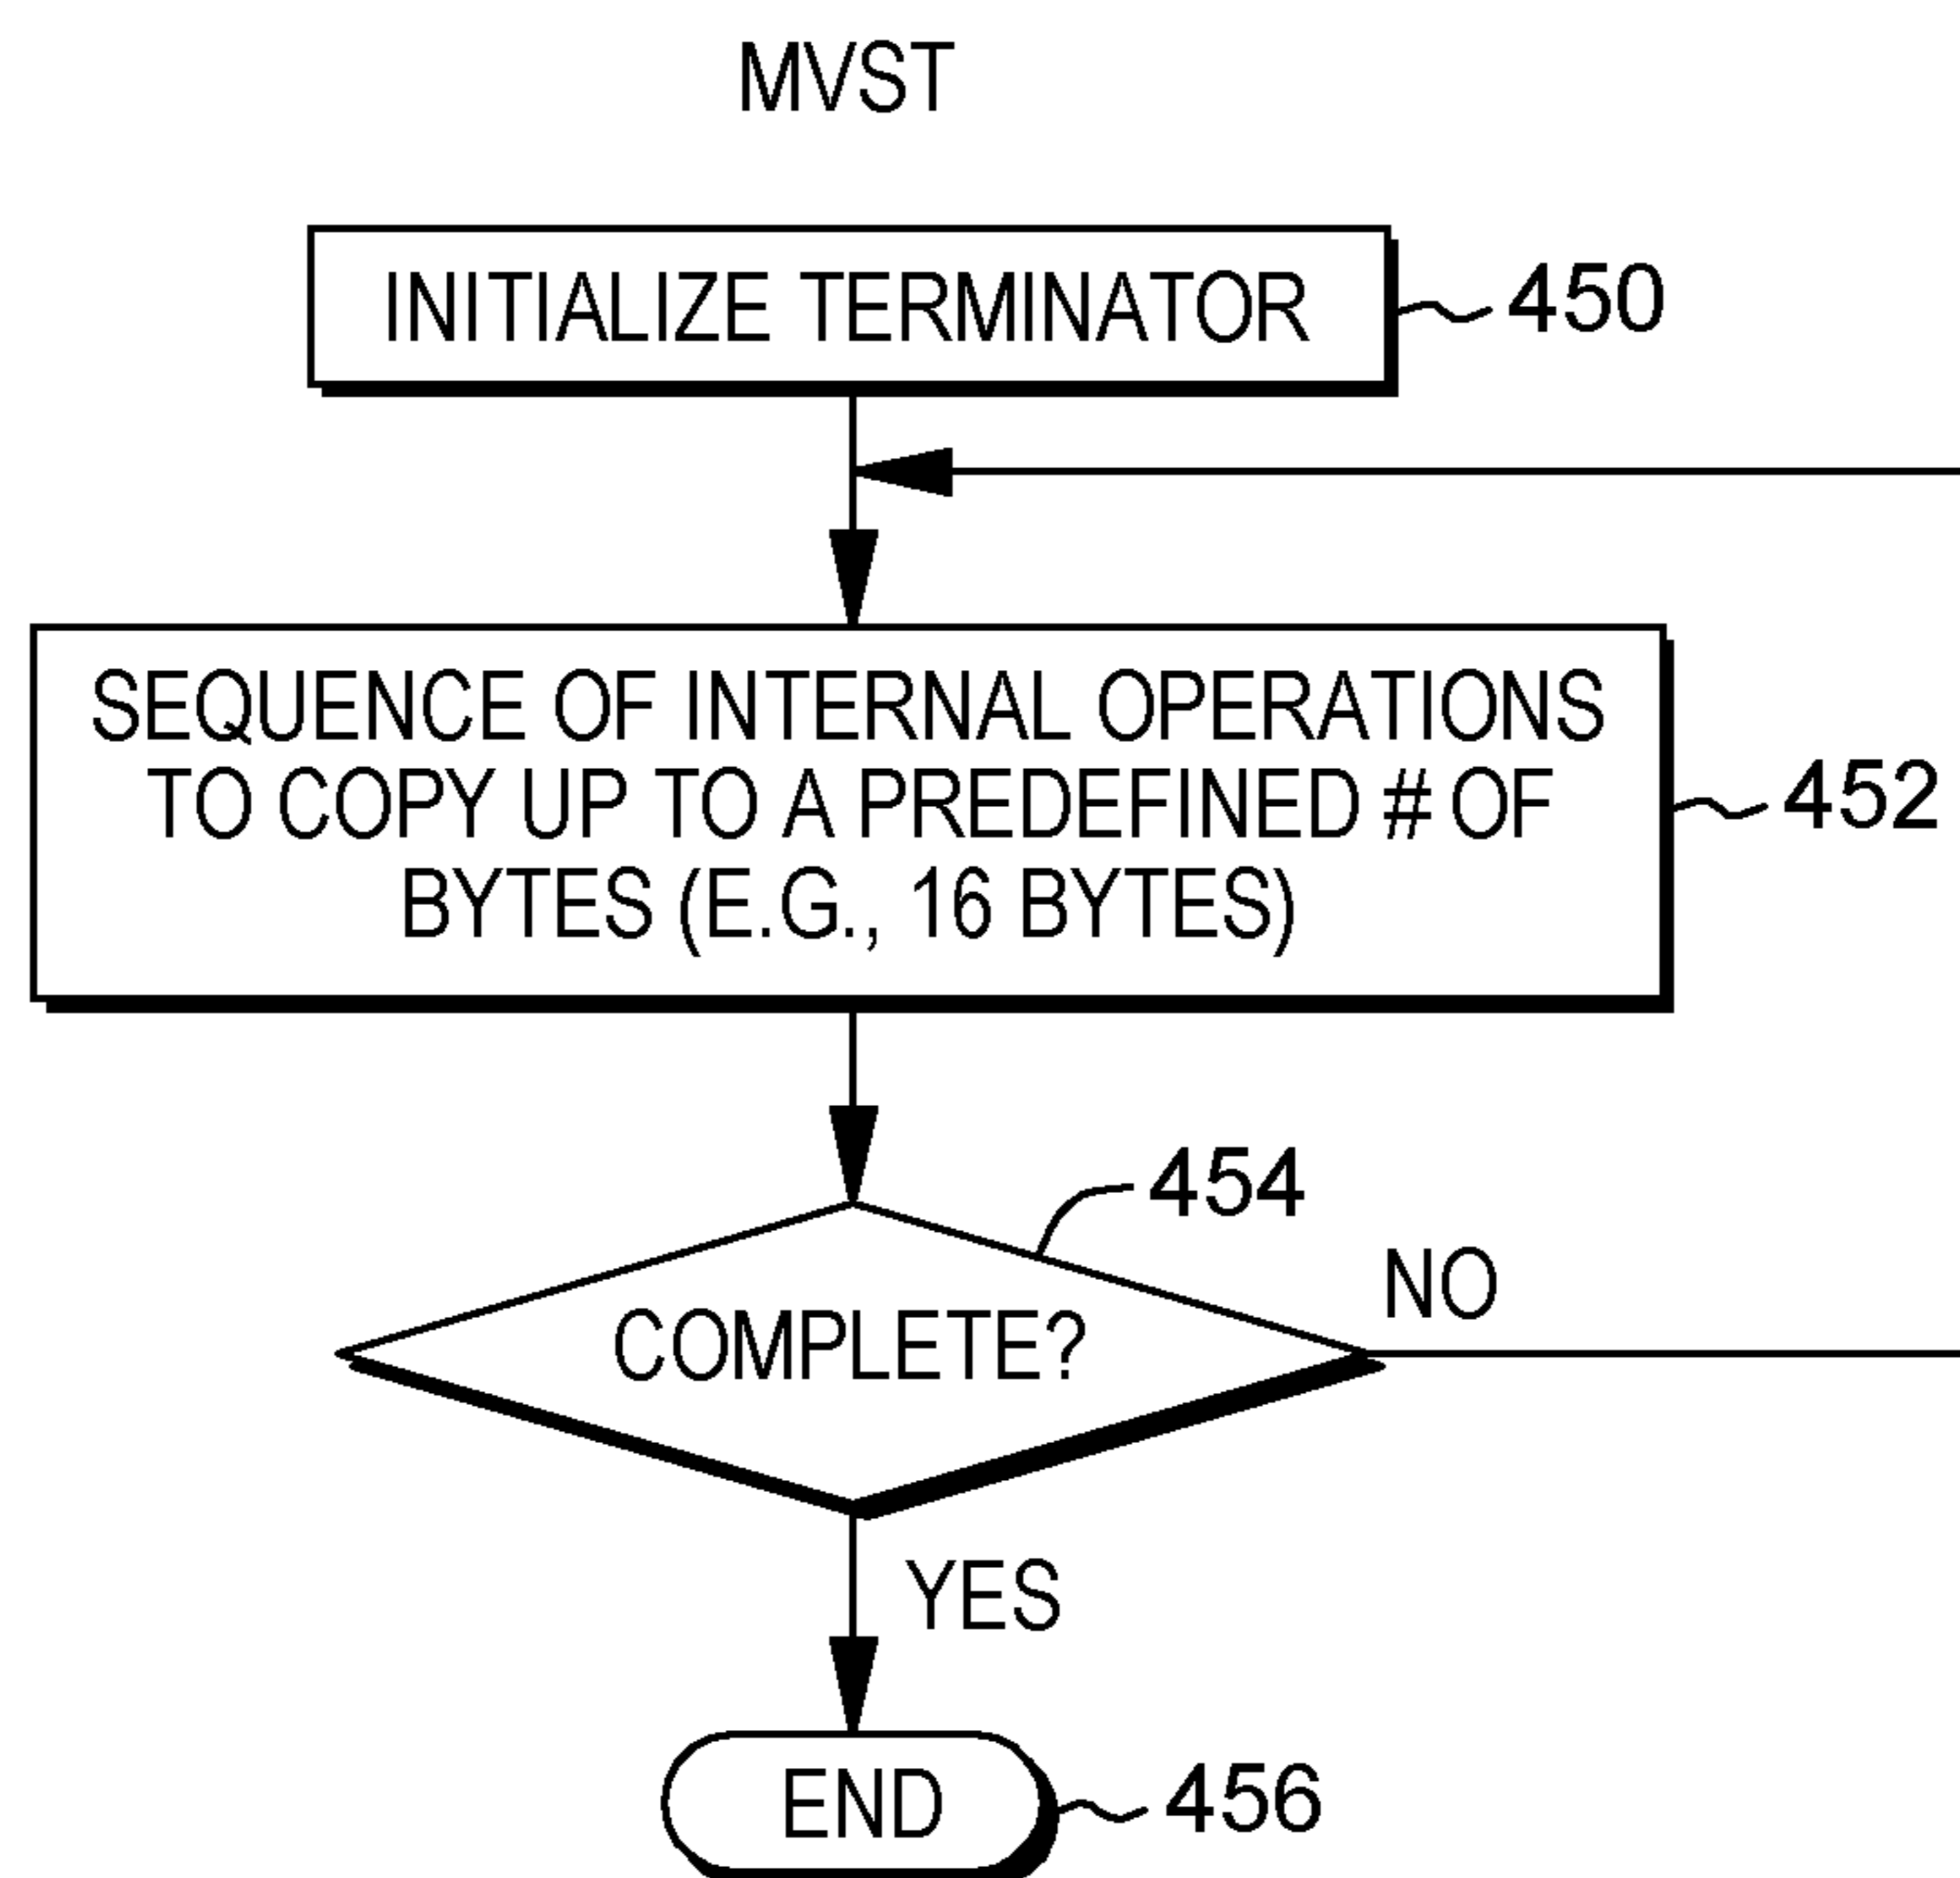 MVST
INITIALIZE TERMINATOR
450
SEQUENCE OF INTERNAL OPERATIONS
TO COPY UP TO A PREDEFINED # OF
BYTES (E.G., 16 BYTES)
452
454
COMPLETE?
NO
YES
END
456